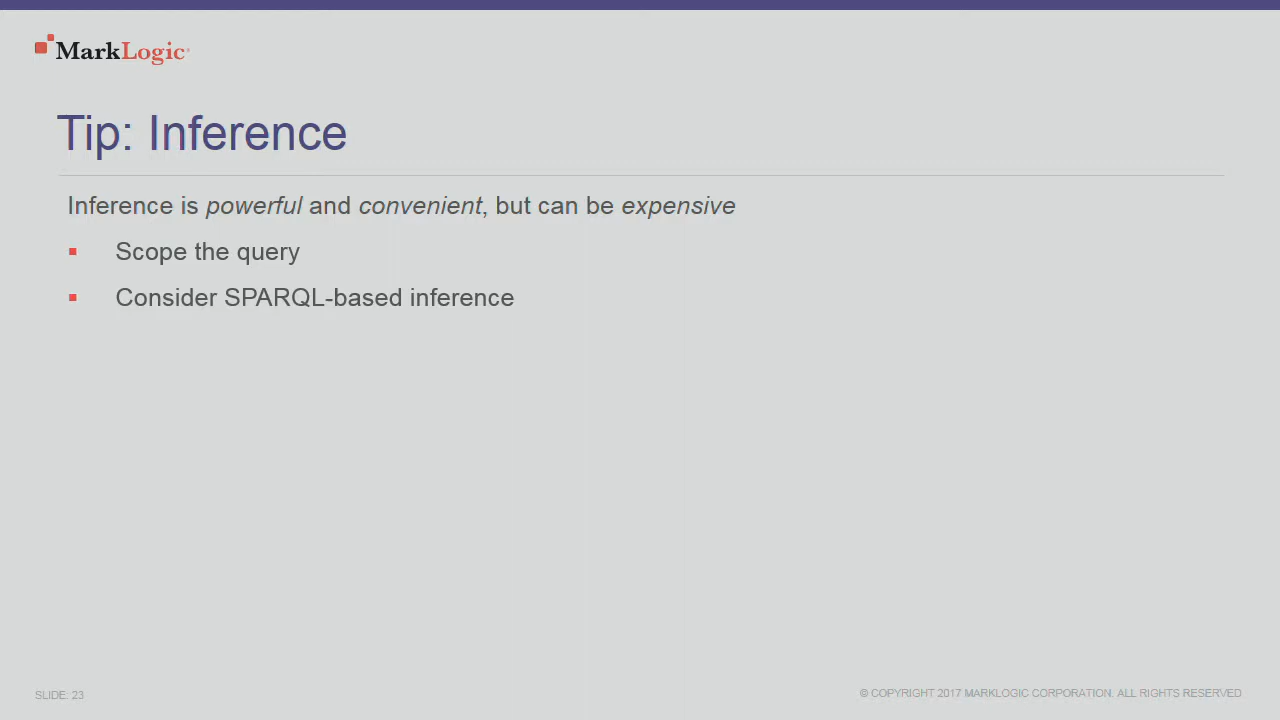 MarkLogic
Tip: Inference
Inference is powerful and convenient, but can be expensive
Scope the query
Consider SPARQL-based inference
SLIDE: 23
© COPYRIGHT 2017 MARKLOGIC CORPORATION. ALL RIGHTS RESERVED